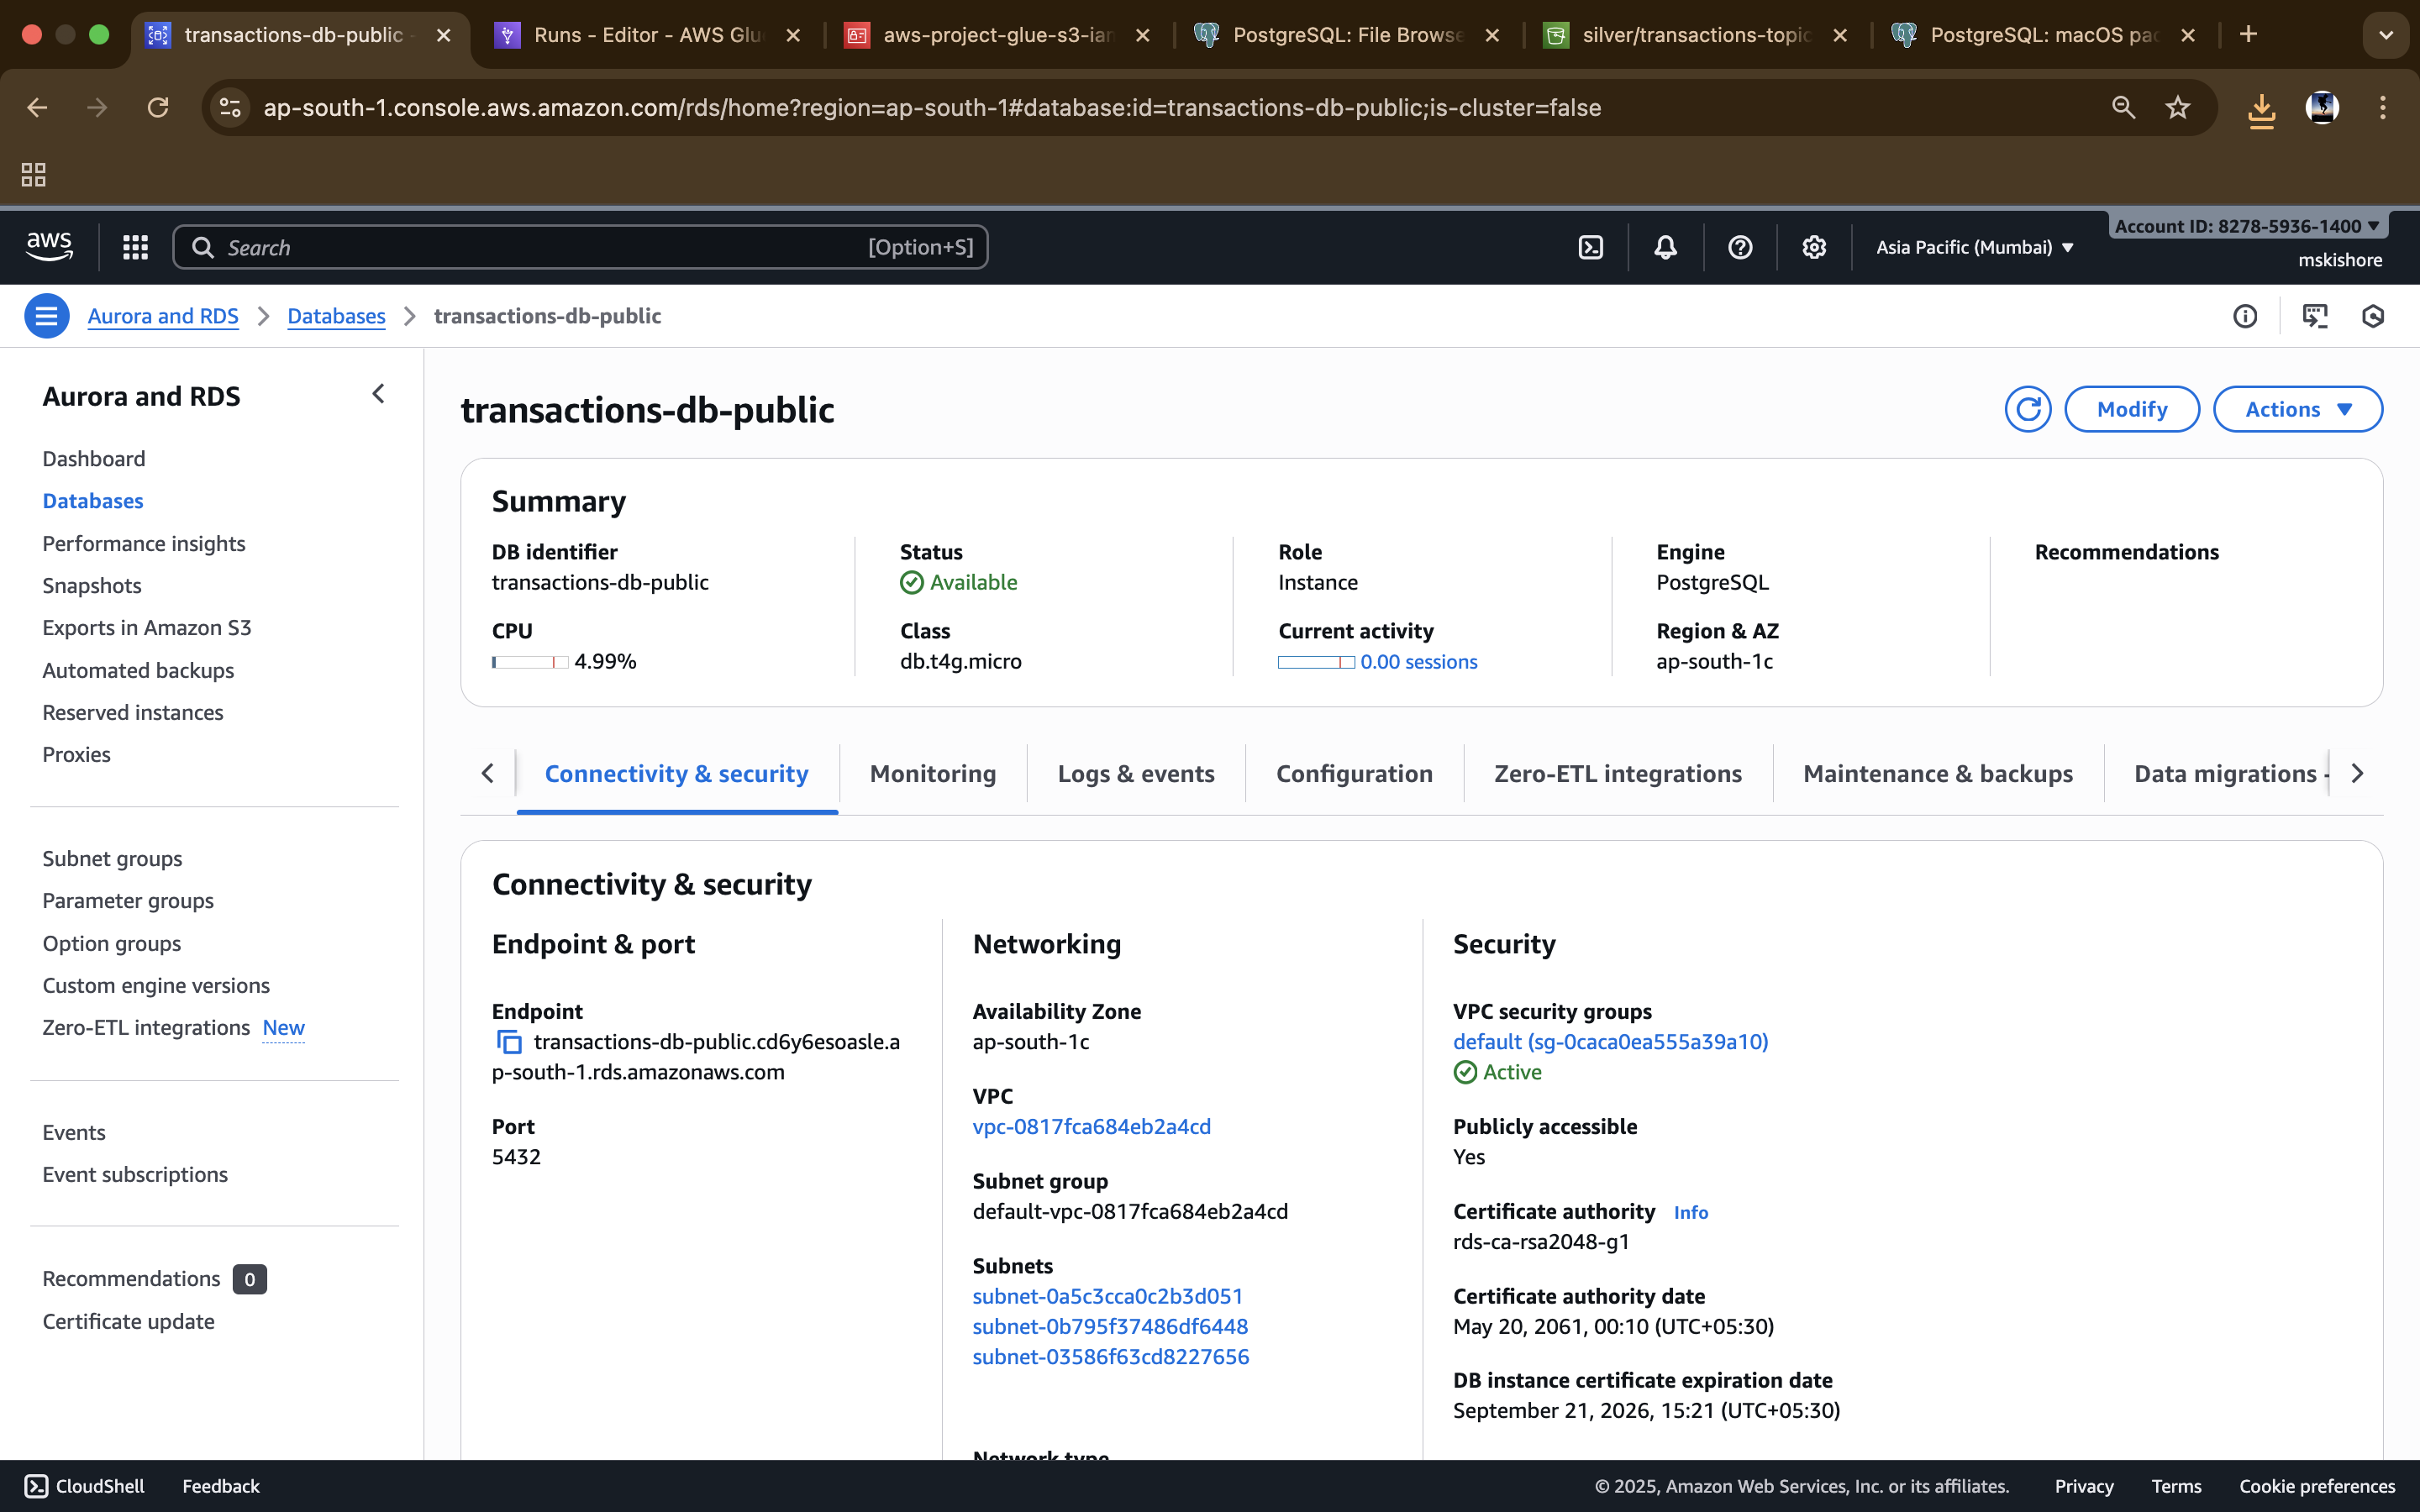 transactions-db-public -
Runs - Editor - AWS Glu
aws-project-glue-s3-iam
PostgreSQL: File Browse
silver/transactions-topic
PostgreSQL: macOS pac
ap-south-1.console.aws.amazon.com/rds/home?region=ap-south-1#database:id=transactions-db-public;is-cluster=false
aws
Search
[Option+S]
Asia Pacific (Mumbai)
Account ID: 8278-5936-1400
mskishore
Aurora and RDS
Databases
transactions-db-public
Aurora and RDS
Dashboard
Databases
Performance insights
Snapshots
Exports in Amazon S3
Automated backups
Reserved instances
Proxies
Subnet groups
Parameter groups
Option groups
Custom engine versions
Zero-ETL integrations New
Events
Event subscriptions
Recommendations 0
Certificate update
transactions-db-public
Modify
Actions
Summary
DB identifier
transactions-db-public
Status
Available
Role
Instance
Engine
PostgreSQL
Recommendations
CPU
4.99%
Class
db.t4g.micro
Current activity
0.00 sessions
Region & AZ
ap-south-1c
Connectivity & security
Monitoring
Logs & events
Configuration
Zero-ETL integrations
Maintenance & backups
Data migrations -
Connectivity & security
Endpoint & port
Endpoint
transactions-db-public.cd6y6esoasle.a
p-south-1.rds.amazonaws.com
Port
5432
Networking
Availability Zone
ap-south-1c
VPC
vpc-0817fca684eb2a4cd
Subnet group
default-vpc-0817fca684eb2a4cd
Subnets
subnet-0a5c3cca0c2b3d051
subnet-0b795f37486df6448
subnet-03586f63cd8227656
Network type
Security
VPC security groups
default (sg-0caca0ea555a39a10)
Active
Publicly accessible
Yes
Certificate authority Info
rds-ca-rsa2048-g1
Certificate authority date
May 20, 2061, 00:10 (UTC+05:30)
DB instance certificate expiration date
September 21, 2026, 15:21 (UTC+05:30)
CloudShell
Feedback
© 2025, Amazon Web Services, Inc. or its affiliates.
Privacy
Terms
Cookie preferences